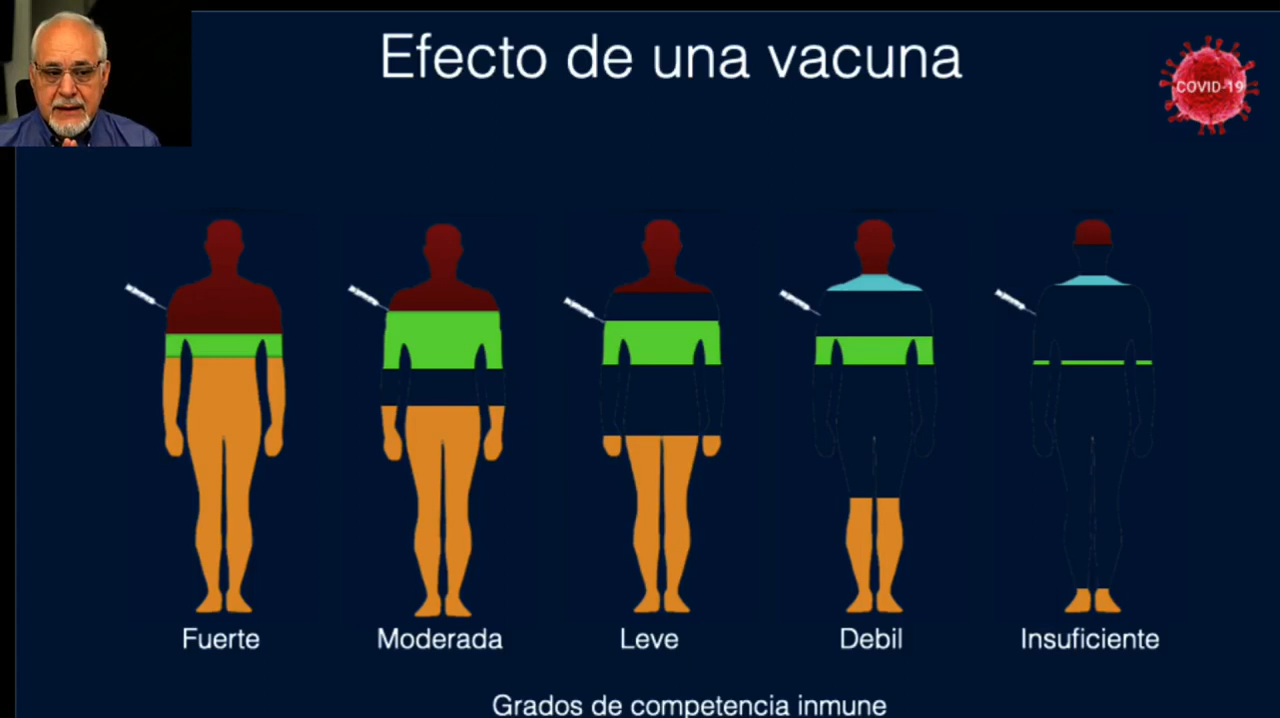 Efecto de una vacuna
COVID-19
Fuerte
Moderada
Leve
Debil
Insuficiente
Grados de competencia inmune